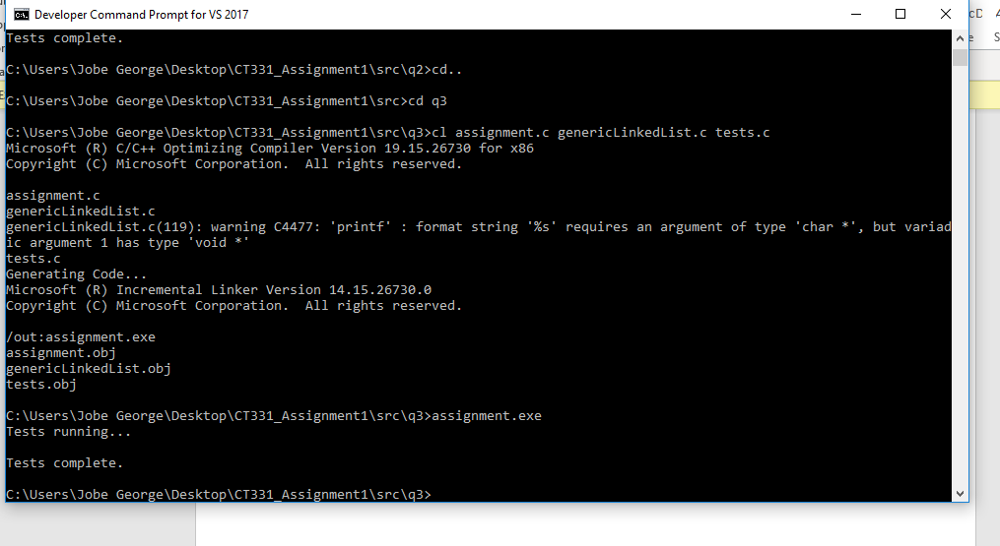 Developer Command Prompt for VS 2017
Tests complete.
C:\Users\Jobe George\Desktop\CT331_Assignment1\src\q2>cd..
C:\Users\Jobe George\Desktop\CT331_Assignment1\src>cd q3
C:\Users\Jobe George\Desktop\CT331_Assignment1\src\q3>cl assignment.c genericLinkedList.c tests.c
Microsoft (R) C/C++ Optimizing Compiler Version 19.15.26730 for x86
Copyright (C) Microsoft Corporation.  All rights reserved.
assignment.c
genericLinkedList.c
genericLinkedList.c(119): warning C4477: 'printf' : format string '%s' requires an argument of type 'char *', but variad
ic argument 1 has type 'void *'
tests.c
Generating Code...
Microsoft (R) Incremental Linker Version 14.15.26730.0
Copyright (C) Microsoft Corporation.  All rights reserved.
/out:assignment.exe
assignment.obj
genericLinkedList.obj
tests.obj
C:\Users\Jobe George\Desktop\CT331_Assignment1\src\q3>assignment.exe
Tests running...
Tests complete.
C:\Users\Jobe George\Desktop\CT331_Assignment1\src\q3>